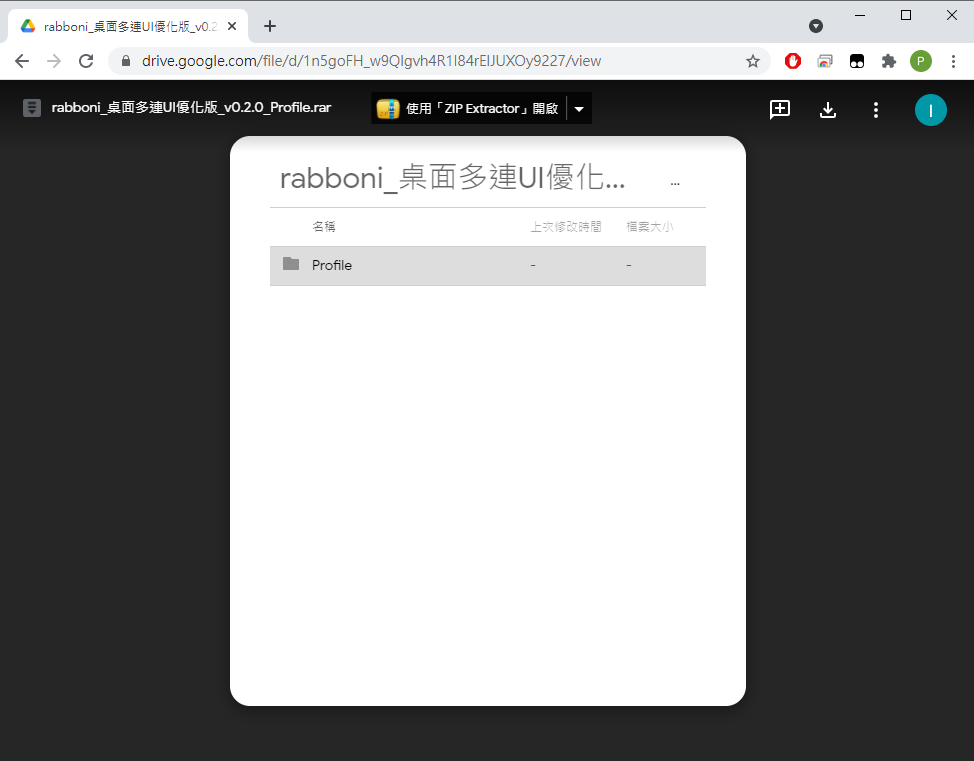 rabboni_桌面多連UI優化版_v0.2
drive.google.com/file/d/1n5goFH_w9QIgvh4R1I84rEIJUXOy9227/view
P
rabboni_桌面多連UI優化版_v0.2.0_Profile.rar
使用「ZIP Extractor」開啟
I
rabboni_桌面多連UI優化...
...
名稱 上次修改時間 檔案大小
Profile - -